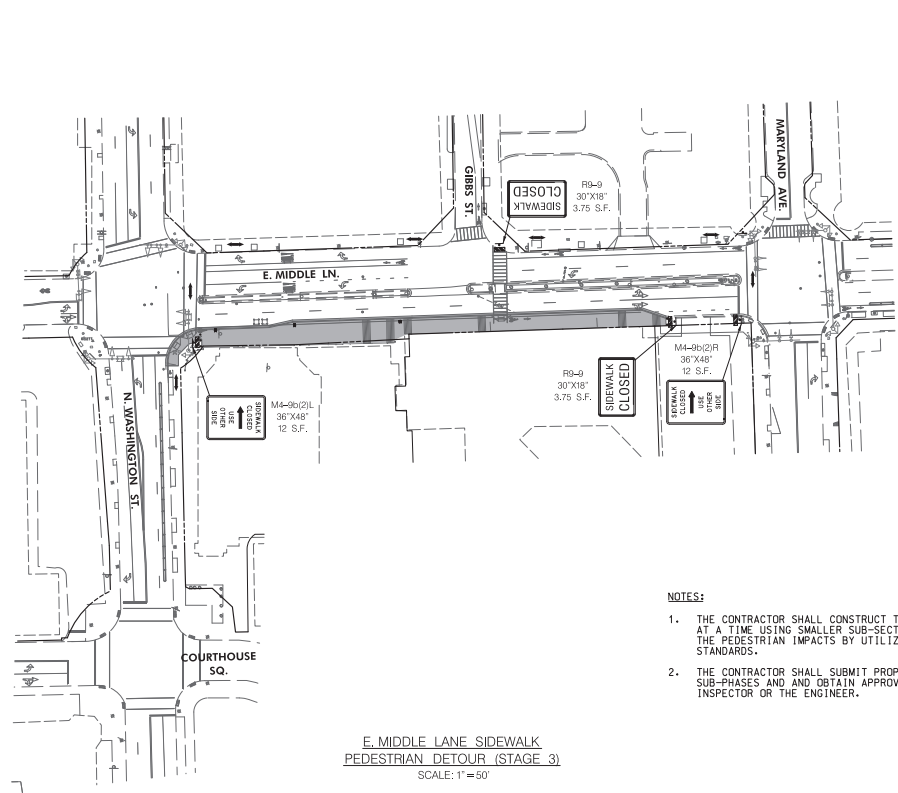 MARYLAND AVE.
GIBBS ST.
SIDEWALK
CLOSED
R9-9
30"X18"
3.75 S.F.
E. MIDDLE LN.
M4-9b(2)R
36"X48"
12 S.F.
R9-9
30"X18"
3.75 S.F.
SIDEWALK
CLOSED
SIDEWALK
CLOSED
USE
OTHER
SIDE
SIDEWALK
CLOSED
USE
OTHER
SIDE
M4-9b(2)L
36"X48"
12 S.F.
N. WASHINGTON ST.
COURTHOUSE
SQ.
NOTES:
1. THE CONTRACTOR SHALL CONSTRUCT T
AT A TIME USING SMALLER SUB-SECT
THE PEDESTRIAN IMPACTS BY UTILIZ
STANDARDS.
2. THE CONTRACTOR SHALL SUBMIT PROP
SUB-PHASES AND AND OBTAIN APPROV
INSPECTOR OR THE ENGINEER.
E. MIDDLE LANE SIDEWALK
PEDESTRIAN DETOUR (STAGE 3)
SCALE: 1"=50'